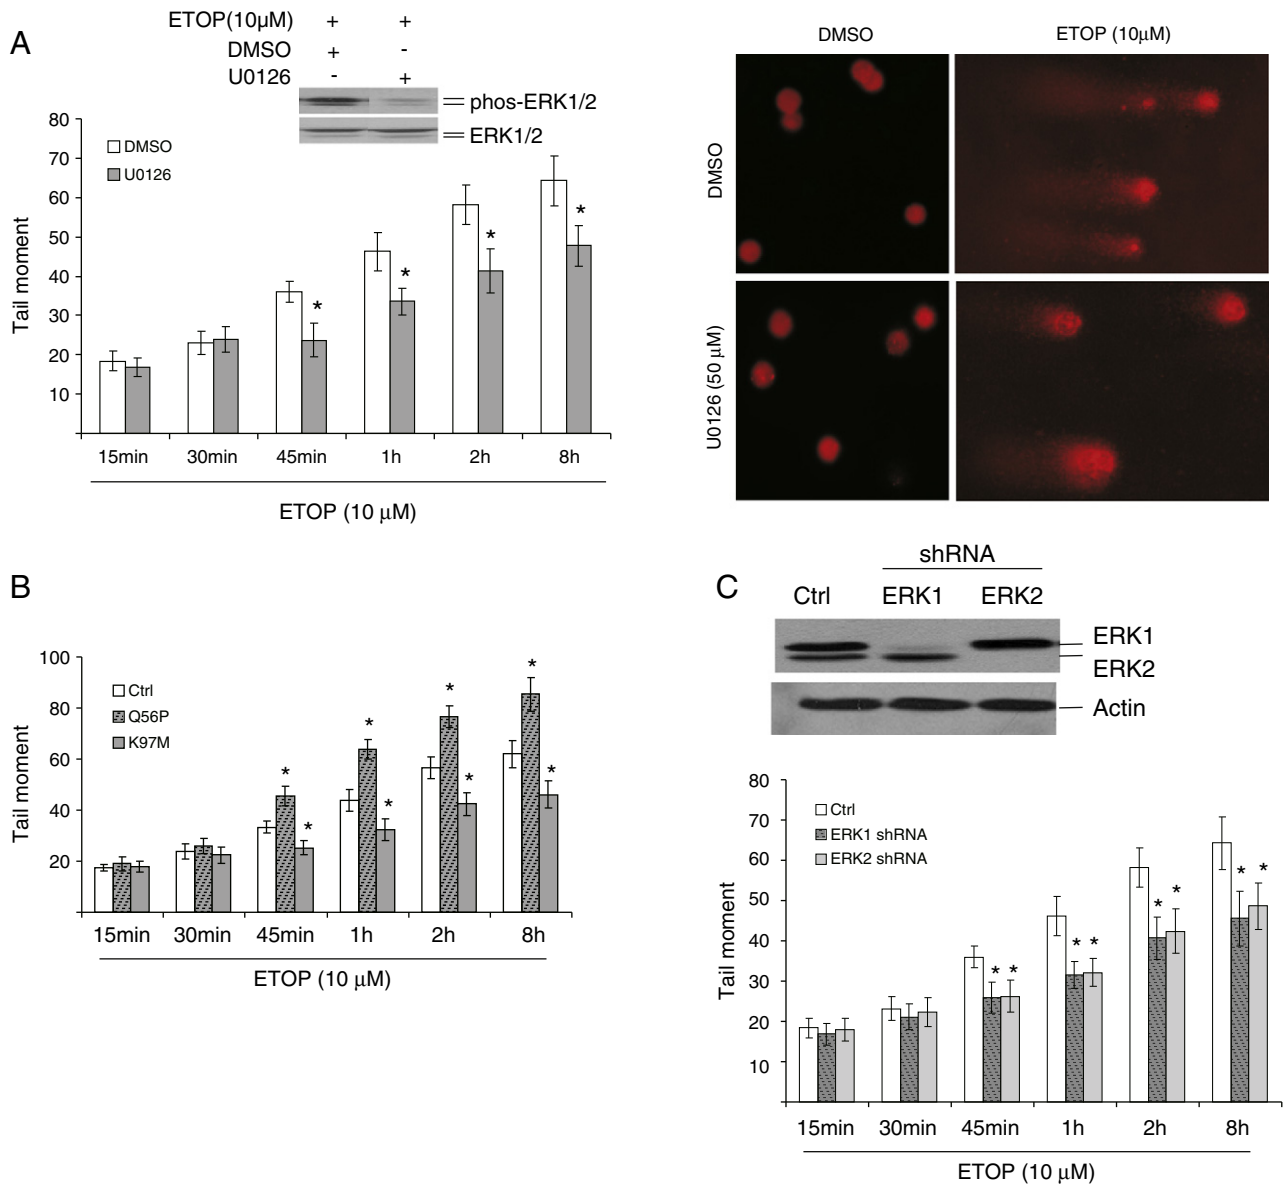 A
ETOP(10μM) + +
DMSO + -
U0126 - +
phos-ERK1/2
ERK1/2
DMSO
U0126
Tail moment
80
70
60
50
40
30
20
10
*
*
*
*
*
15min 30min 45min 1h 2h 8h
ETOP (10 μM)
DMSO ETOP (10μM)
DMSO
U0126 (50 μM)
B
Ctrl
Q56P
K97M
Tail moment
100
80
60
40
20
* *
* *
* *
* *
15min 30min 45min 1h 2h 8h
ETOP (10 μM)
C
shRNA
Ctrl ERK1 ERK2
ERK1
ERK2
Actin
Ctrl
ERK1 shRNA
ERK2 shRNA
Tail moment
80
70
60
50
40
30
20
10
* *
* *
* *
* *
15min 30min 45min 1h 2h 8h
ETOP (10 μM)